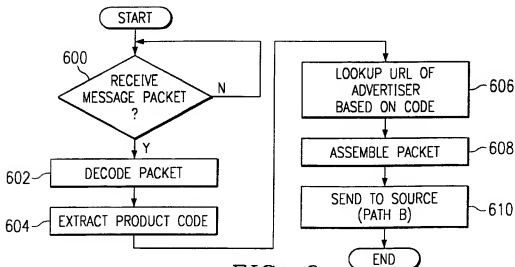 START
600
RECEIVE
MESSAGE PACKET
?
N
Y
602
DECODE PACKET
604
EXTRACT PRODUCT CODE
LOOKUP URL OF
ADVERTISER
BASED ON CODE
606
ASSEMBLE PACKET
608
SEND TO SOURCE
(PATH B)
610
END